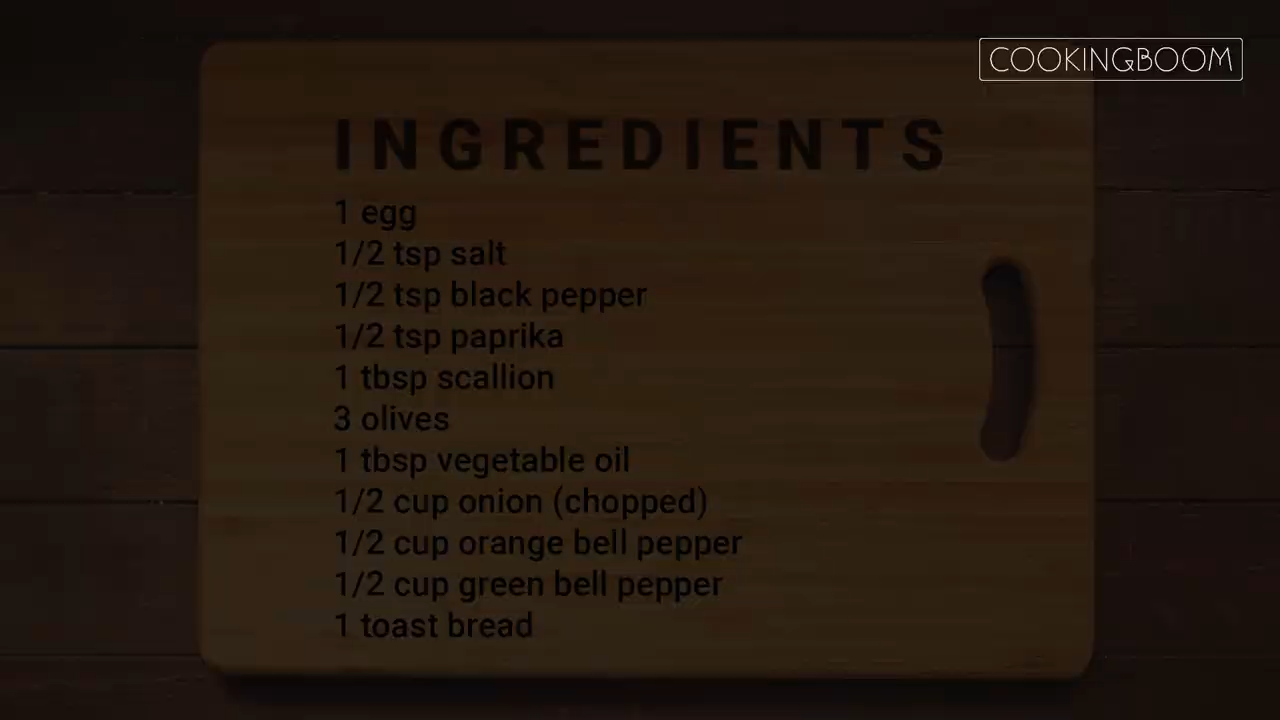 COOKINGBOOM
INGREDIENTS
1 egg
1/2 tsp salt
1/2 tsp black pepper
1/2 tsp paprika
1 tbsp scallion
3 olives
1 tbsp vegetable oil
1/2 cup onion (chopped)
1/2 cup orange bell pepper
1/2 cup green bell pepper
1 toast bread